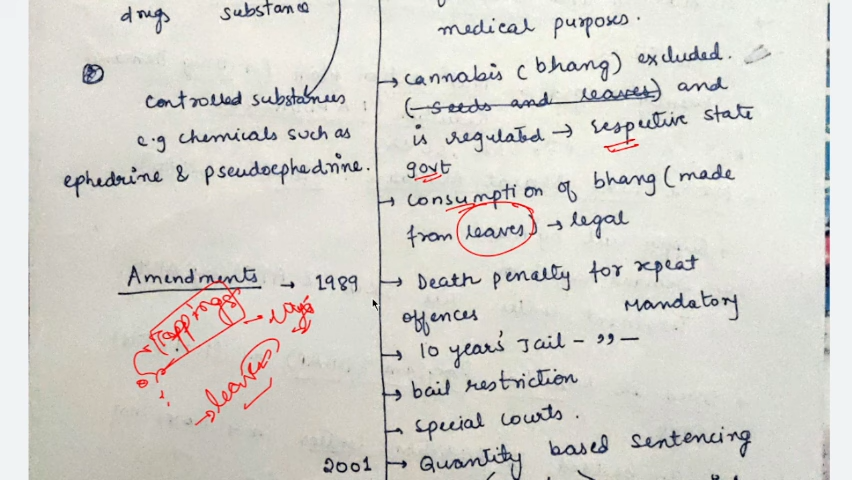 drugs substance
controlled substances
e.g chemicals such as
ephedrine & pseudoephedrine.
medical purposes.
→ cannabis (bhang) excluded.
(seeds and leaves) and
is regulated → respective state
govt
→ consumption of bhang (made
from leaves) → legal
Amendments → 1989 → Death penalty for repeat
offences Mandatory
→ 10 years' Jail - ,, -
→ bail restriction
→ special courts.
2001 → Quantity based sentencing
Toppings
→ leaves